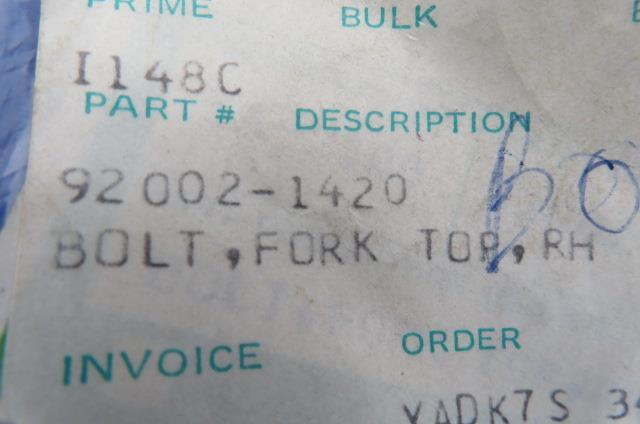 PRIME BULK
I148C
PART # DESCRIPTION
92002-1420
BOLT, FORK TOP, RH
INVOICE ORDER